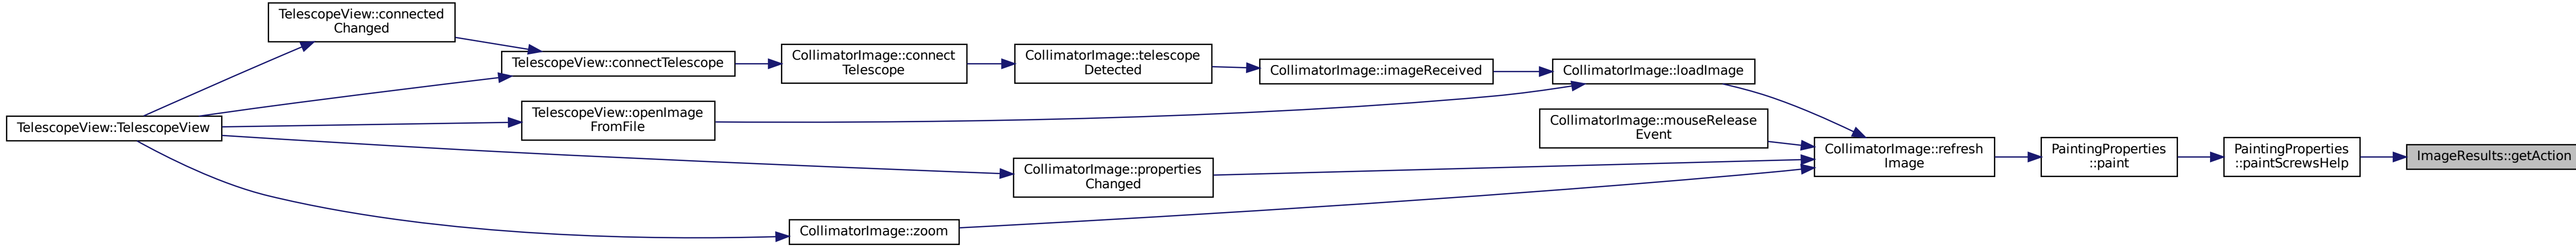 TelescopeView::TelescopeView
TelescopeView::connected
Changed
TelescopeView::connectTelescope
TelescopeView::openImage
FromFile
CollimatorImage::connect
Telescope
CollimatorImage::zoom
CollimatorImage::telescope
Detected
CollimatorImage::properties
Changed
CollimatorImage::imageReceived
CollimatorImage::loadImage
CollimatorImage::mouseRelease
Event
CollimatorImage::refresh
Image
PaintingProperties
::paint
PaintingProperties
::paintScrewsHelp
ImageResults::getAction